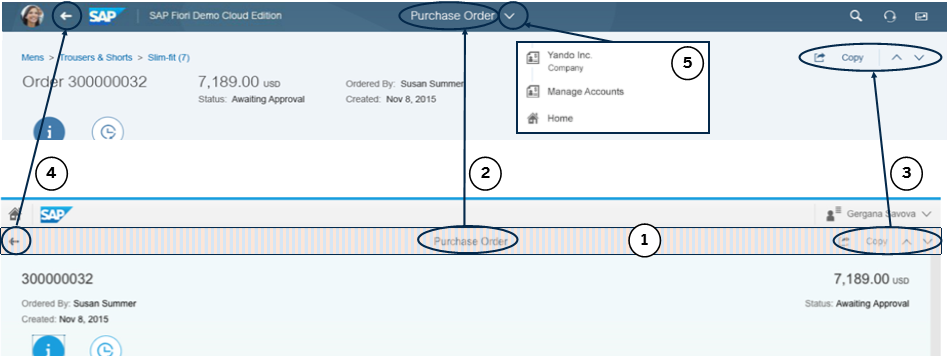 SAP SAP Fiori Demo Cloud Edition Purchase Order
Mens > Trousers & Shorts > Slim-fit (7) Copy
Order 300000032 7,189.00 USD Ordered By: Susan Summer
Status: Awaiting Approval Created: Nov 8, 2015
Yando Inc.
Company
Manage Accounts
Home
5
4
2
3
SAP Gergana Savova
Purchase Order 1 Copy
300000032 7,189.00 USD
Ordered By: Susan Summer Status: Awaiting Approval
Created: Nov 8, 2015